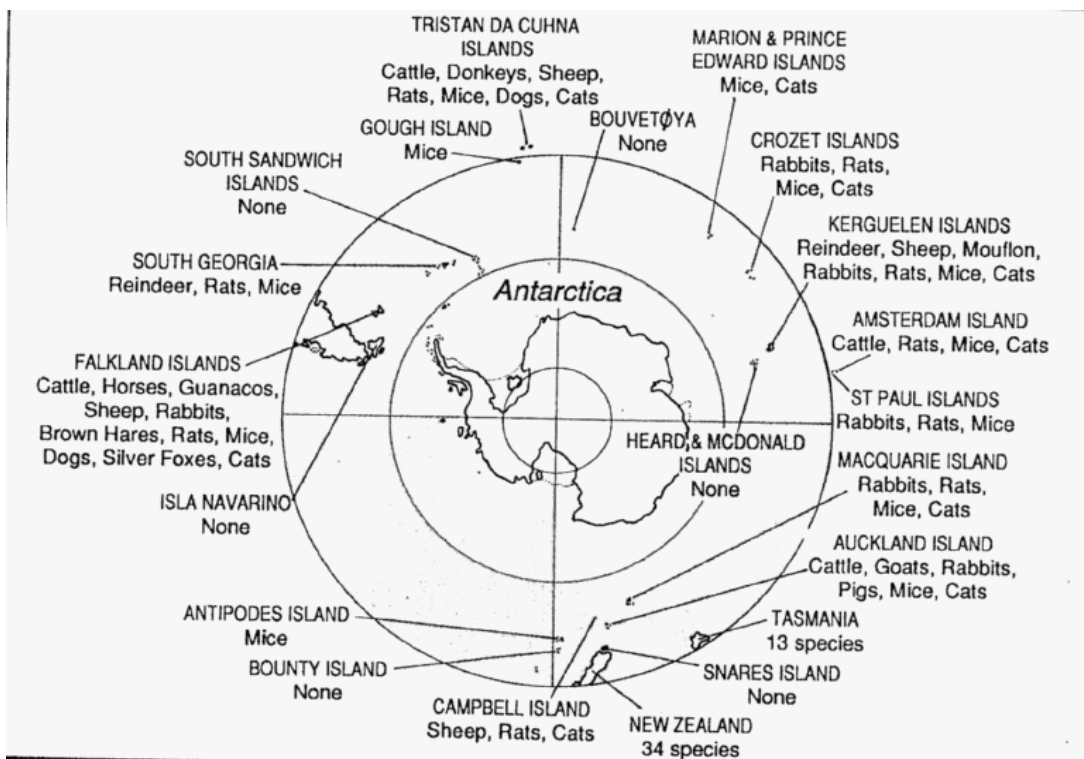 TRISTAN DA CUHNA
ISLANDS
Cattle, Donkeys, Sheep,
Rats, Mice, Dogs, Cats
MARION & PRINCE
EDWARD ISLANDS
Mice, Cats
GOUGH ISLAND
Mice
BOUVETØYA
None
CROZET ISLANDS
Rabbits, Rats,
Mice, Cats
SOUTH SANDWICH
ISLANDS
None
KERGUELEN ISLANDS
Reindeer, Sheep, Mouflon,
Rabbits, Rats, Mice, Cats
SOUTH GEORGIA
Reindeer, Rats, Mice
Antarctica
AMSTERDAM ISLAND
Cattle, Rats, Mice, Cats
FALKLAND ISLANDS
Cattle, Horses, Guanacos,
Sheep, Rabbits,
Brown Hares, Rats, Mice,
Dogs, Silver Foxes, Cats
ST PAUL ISLANDS
Rabbits, Rats, Mice
HEARD & MCDONALD
ISLANDS
None
MACQUARIE ISLAND
Rabbits, Rats,
Mice, Cats
ISLA NAVARINO
None
AUCKLAND ISLAND
Cattle, Goats, Rabbits,
Pigs, Mice, Cats
ANTIPODES ISLAND
Mice
TASMANIA
13 species
BOUNTY ISLAND
None
SNARES ISLAND
None
CAMPBELL ISLAND
Sheep, Rats, Cats
NEW ZEALAND
34 species